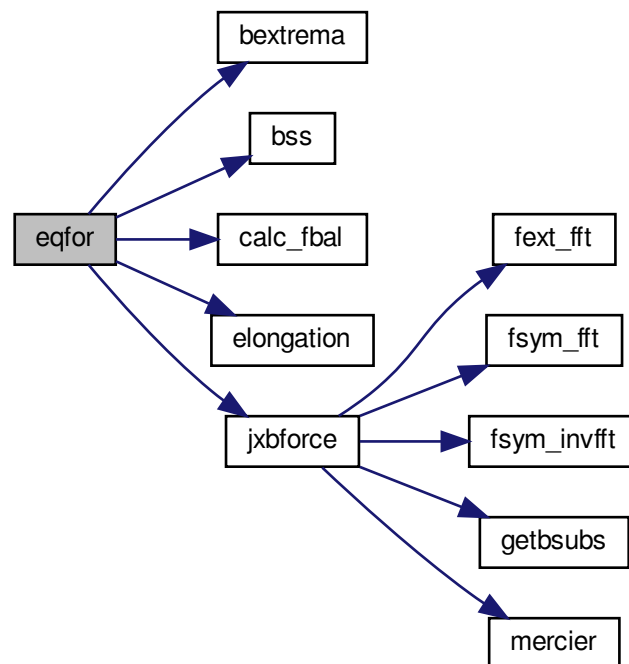 bextrema
bss
eqfor
calc_fbal
fext_fft
elongation
fsym_fft
jxbforce
fsym_invfft
getbsubs
mercier